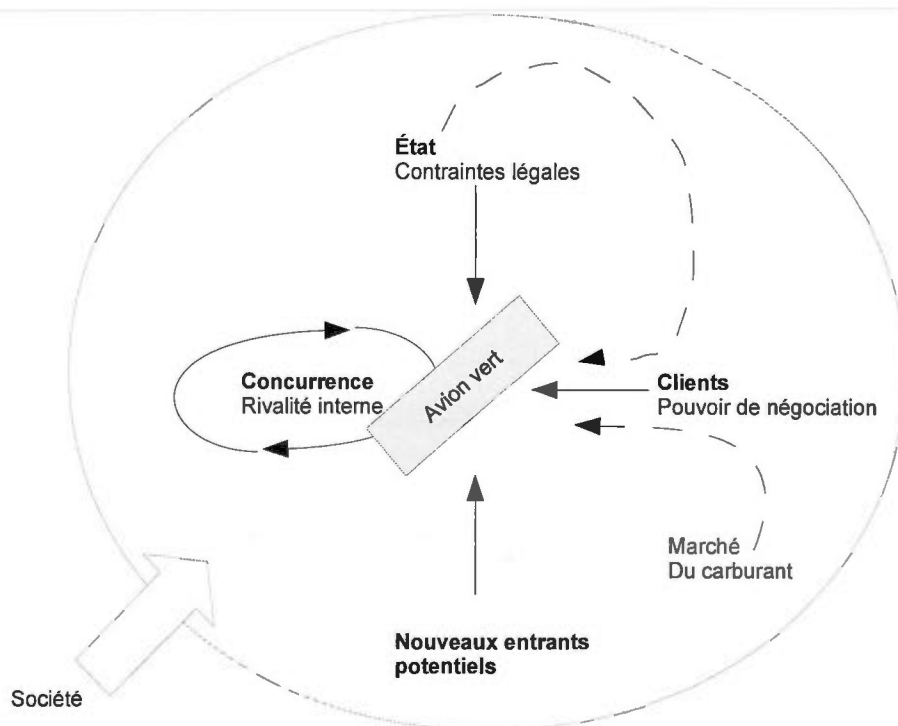 État
Contraintes légales
Avion vert
Concurrence
Rivalité interne
Clients
Pouvoir de négociation
Marché
Du carburant
Nouveaux entrants
potentiels
Société